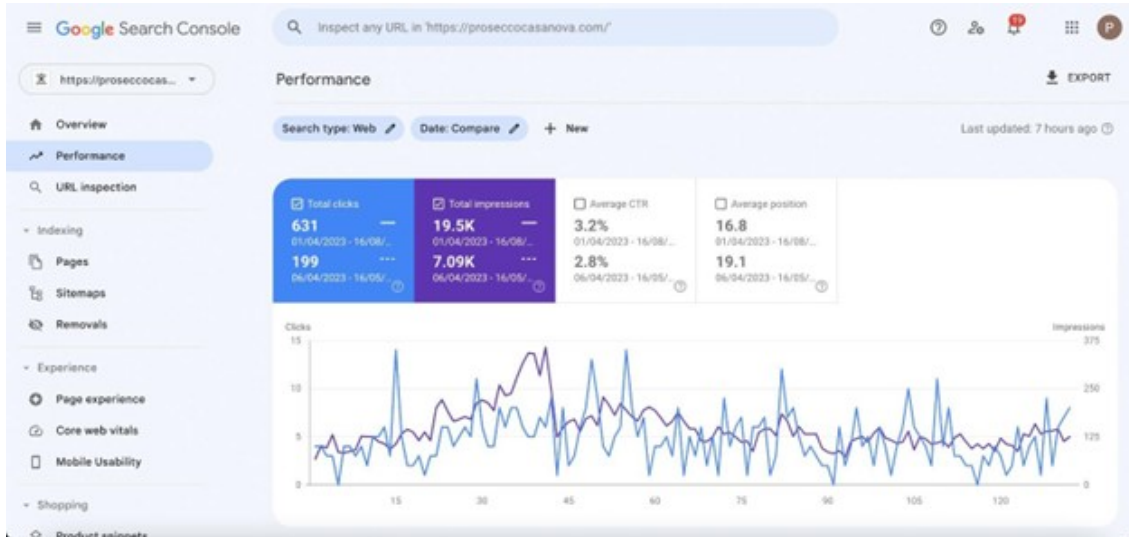 Google Search Console
Inspect any URL in 'https://proseccocasanova.com/'
19
P
https://proseccocas...
Performance
EXPORT
Overview
Performance
URL inspection
Search type: Web
Date: Compare
+ New
Last updated: 7 hours ago
Indexing
Pages
Sitemaps
Removals
Experience
Page experience
Core web vitals
Mobile Usability
Shopping
Product snippets
Total clicks
631
01/04/2023 - 16/08/...
199
06/04/2023 - 16/05/...
Total impressions
19.5K
01/04/2023 - 16/08/...
7.09K
06/04/2023 - 16/05/...
Average CTR
3.2%
01/04/2023 - 16/08/...
2.8%
06/04/2023 - 16/05/...
Average position
16.8
01/04/2023 - 16/08/...
19.1
06/04/2023 - 16/05/...
Clicks
15
10
5
0
Impressions
375
250
125
0
15 30 45 60 75 90 105 120